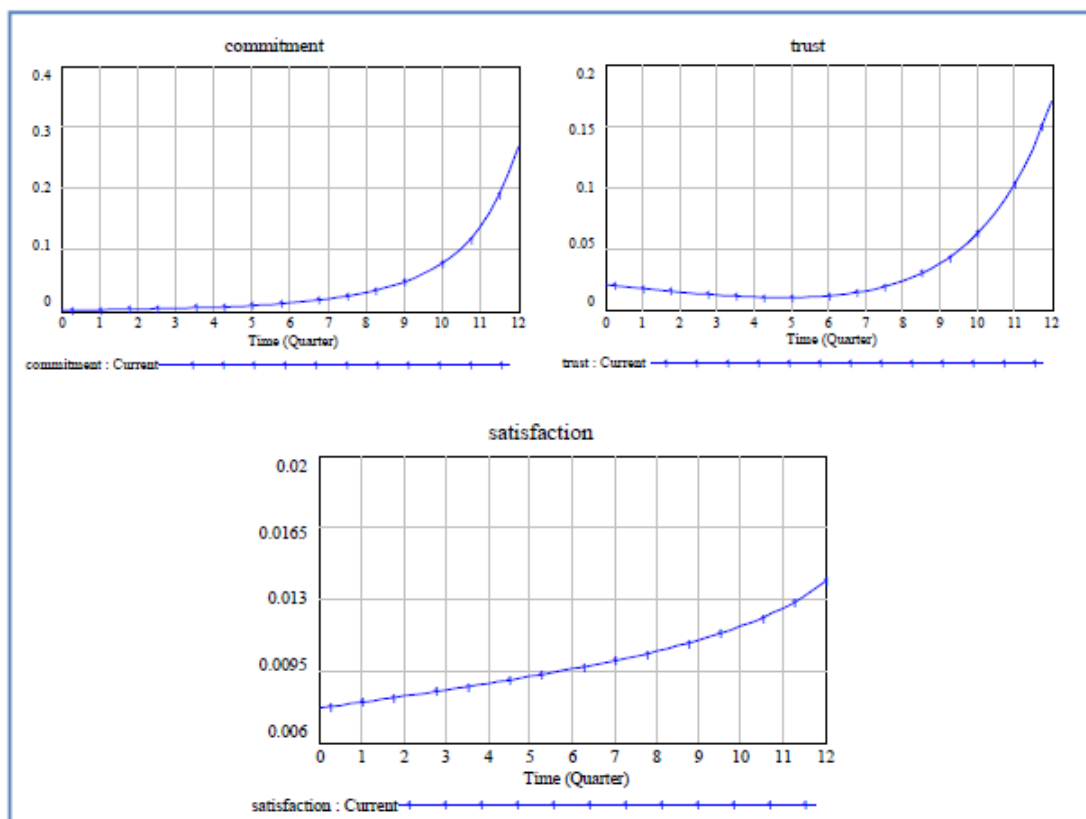 commitment
0.4
0.3
0.2
0.1
0
0 1 2 3 4 5 6 7 8 9 10 11 12
Time (Quarter)
commitment : Current
trust
0.2
0.15
0.1
0.05
0
0 1 2 3 4 5 6 7 8 9 10 11 12
Time (Quarter)
trust : Current
satisfaction
0.02
0.0165
0.013
0.0095
0.006
0 1 2 3 4 5 6 7 8 9 10 11 12
Time (Quarter)
satisfaction : Current